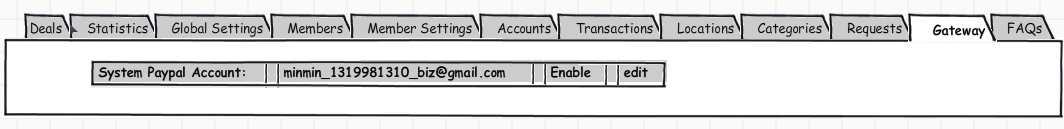 Deals Statistics Global Settings Members Member Settings Accounts Transactions Locations Categories Requests Gateway FAQs
System Paypal Account: minmin_1319981310_biz@gmail.com Enable edit